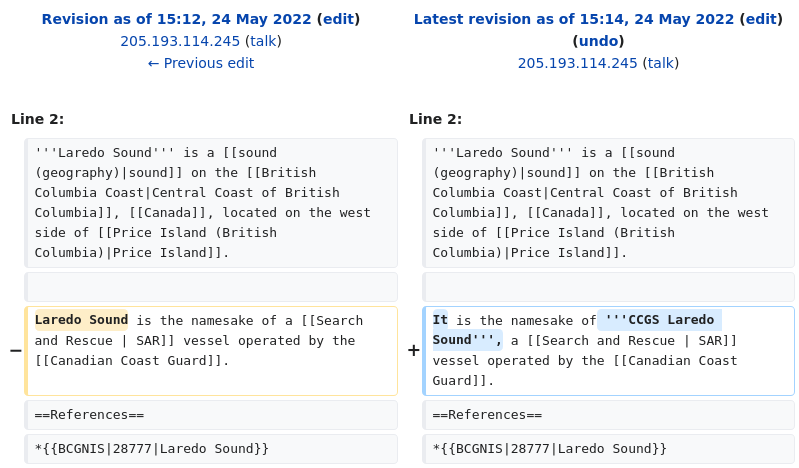 Revision as of 15:12, 24 May 2022 (edit)
205.193.114.245 (talk)
← Previous edit
Latest revision as of 15:14, 24 May 2022 (edit)
(undo)
205.193.114.245 (talk)
Line 2:
Line 2:
'''Laredo Sound''' is a [[sound
(geography)|sound]] on the [[British
Columbia Coast|Central Coast of British
Columbia]], [[Canada]], located on the west
side of [[Price Island (British
Columbia)|Price Island]].
'''Laredo Sound''' is a [[sound
(geography)|sound]] on the [[British
Columbia Coast|Central Coast of British
Columbia]], [[Canada]], located on the west
side of [[Price Island (British
Columbia)|Price Island]].
−
Laredo Sound is the namesake of a [[Search
and Rescue | SAR]] vessel operated by the
[[Canadian Coast Guard]].
+
It is the namesake of '''CCGS Laredo
Sound''', a [[Search and Rescue | SAR]]
vessel operated by the [[Canadian Coast
Guard]].
==References==
==References==
*{{BCGNIS|28777|Laredo Sound}}
*{{BCGNIS|28777|Laredo Sound}}